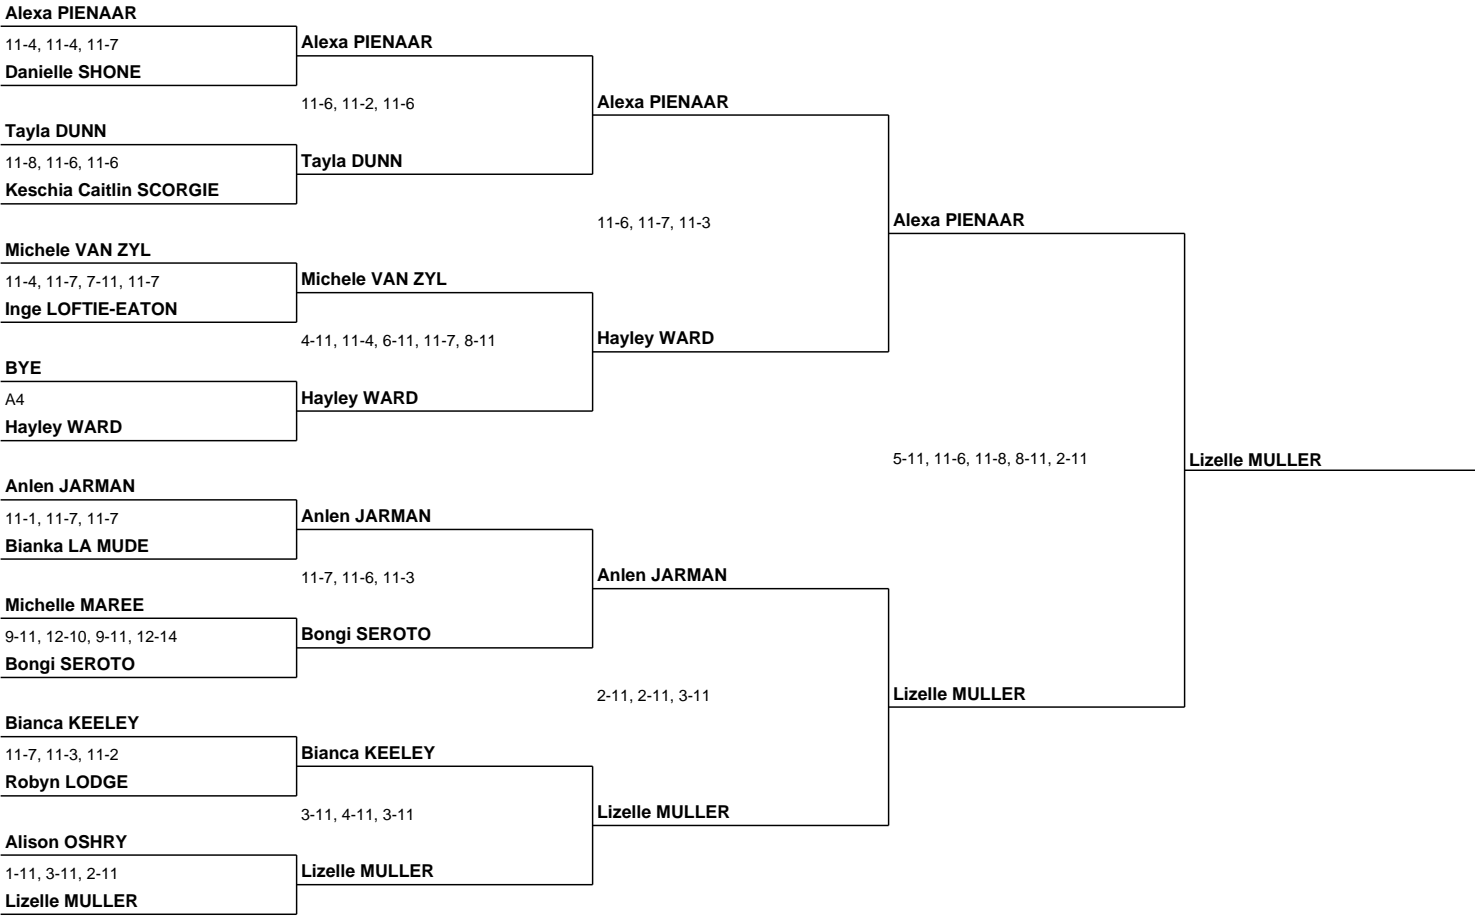 Alexa PIENAAR
11-4, 11-4, 11-7
Danielle SHONE
Tayla DUNN
11-8, 11-6, 11-6
Keschia Caitlin SCORGIE
Michele VAN ZYL
11-4, 11-7, 7-11, 11-7
Inge LOFTIE-EATON
BYE
A4
Hayley WARD
Anlen JARMAN
11-1, 11-7, 11-7
Bianka LA MUDE
Michelle MAREE
9-11, 12-10, 9-11, 12-14
Bongi SEROTO
Bianca KEELEY
11-7, 11-3, 11-2
Robyn LODGE
Alison OSHRY
1-11, 3-11, 2-11
Lizelle MULLER
Alexa PIENAAR
11-6, 11-2, 11-6
Tayla DUNN
Michele VAN ZYL
4-11, 11-4, 6-11, 11-7, 8-11
Hayley WARD
Anlen JARMAN
11-7, 11-6, 11-3
Bongi SEROTO
Bianca KEELEY
3-11, 4-11, 3-11
Lizelle MULLER
Alexa PIENAAR
11-6, 11-7, 11-3
Hayley WARD
Anlen JARMAN
2-11, 2-11, 3-11
Lizelle MULLER
Alexa PIENAAR
5-11, 11-6, 11-8, 8-11, 2-11
Lizelle MULLER
Lizelle MULLER